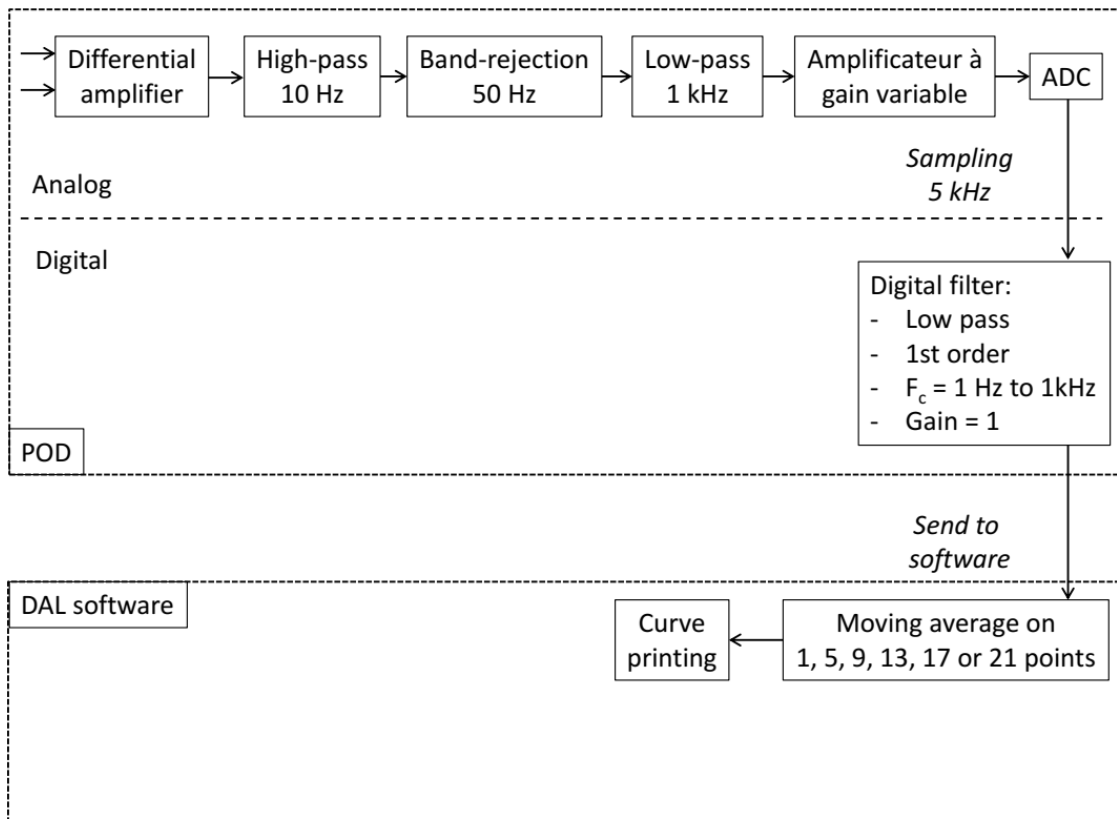 Differential
amplifier
High-pass
10 Hz
Band-rejection
50 Hz
Low-pass
1 kHz
Amplificateur à
gain variable
ADC
Sampling
5 kHz
Analog
Digital
Digital filter:
- Low pass
- 1st order
- Fc = 1 Hz to 1kHz
- Gain = 1
POD
Send to
software
DAL software
Curve
printing
Moving average on
1, 5, 9, 13, 17 or 21 points